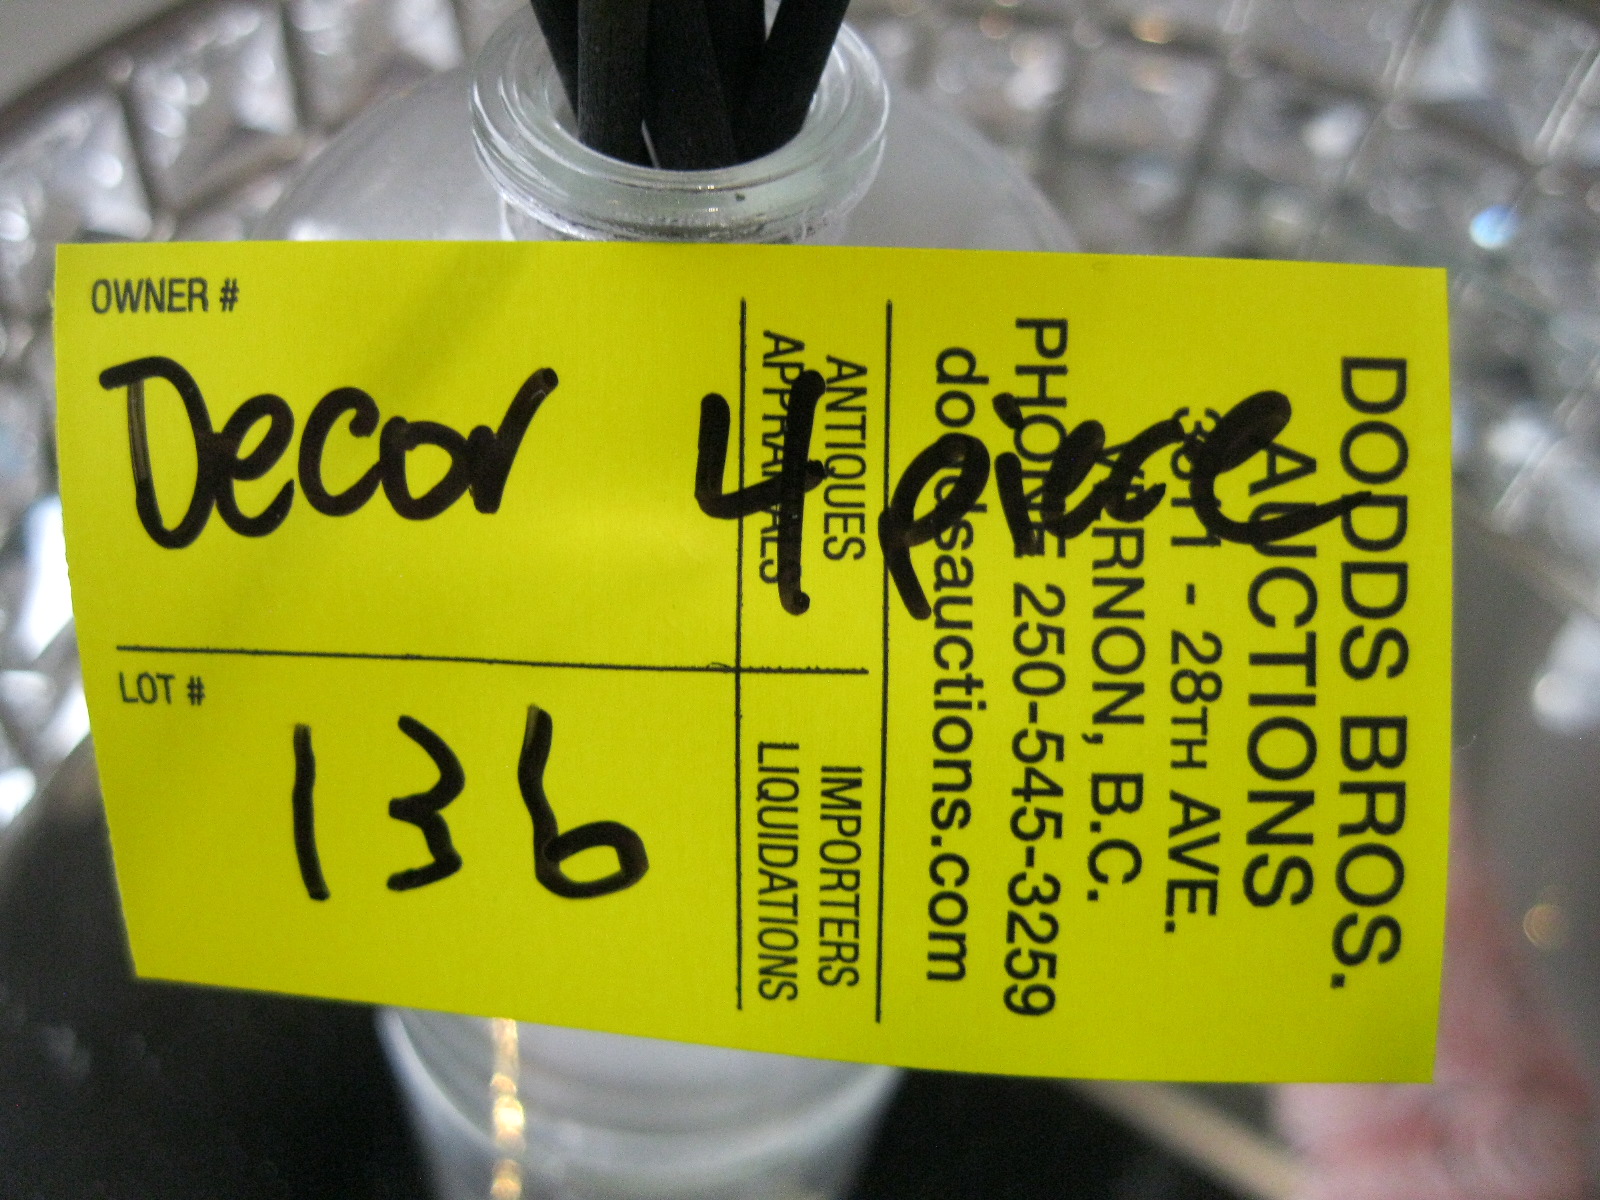 OWNER #
Decor 4 piece
LOT #
136
ANTIQUES
APPRAISALS
IMPORTERS
LIQUIDATIONS
DODDS BROS.
AUCTIONS
- 28TH AVE.
VERNON, B.C.
PHONE 250-545-3259
doddsauctions.com